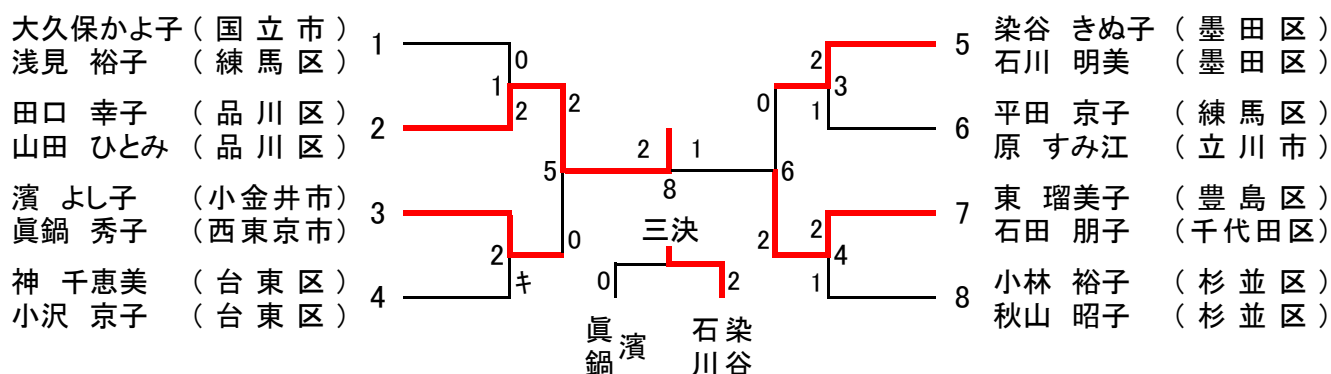 大久保かよ子 ( 国 立 市 ) 1
浅見 裕子 ( 練 馬 区 )
田口 幸子 ( 品 川 区 ) 2
山田 ひとみ ( 品 川 区 )
濱 よし子 (小金井市) 3
眞鍋 秀子 (西東京市)
神 千恵美 ( 台 東 区 ) 4
小沢 京子 ( 台 東 区 )
0
1
2
2
5
2
キ
0
2
1
8
三決
0
2
眞鍋
濱
石川
染谷
2
3
1
0
6
2
2
4
1
5 染谷 きぬ子 ( 墨 田 区 )
石川 明美 ( 墨 田 区 )
6 平田 京子 ( 練 馬 区 )
原 すみ江 ( 立 川 市 )
7 東 瑠美子 ( 豊 島 区 )
石田 朋子 (千代田区)
8 小林 裕子 ( 杉 並 区 )
秋山 昭子 ( 杉 並 区 )